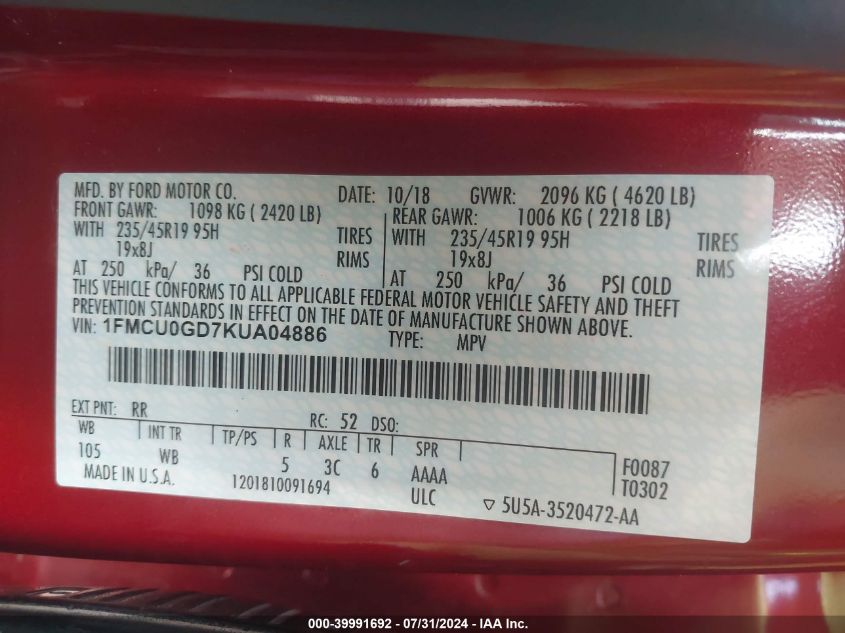 MFD. BY FORD MOTOR CO. DATE: 10/18 GVWR: 2096 KG ( 4620 LB)
FRONT GAWR: 1098 KG ( 2420 LB) REAR GAWR: 1006 KG ( 2218 LB)
WITH 235/45R19 95H TIRES WITH 235/45R19 95H TIRES
19x8J RIMS 19x8J RIMS
AT 250 kPa/ 36 PSI COLD AT 250 kPa/ 36 PSI COLD
THIS VEHICLE CONFORMS TO ALL APPLICABLE FEDERAL MOTOR VEHICLE SAFETY AND THEFT
PREVENTION STANDARDS IN EFFECT ON THE DATE OF MANUFACTURE SHOWN ABOVE.
VIN: 1FMCU0GD7KUA04886 TYPE: MPV
EXT PNT: RR RC: 52 DSO:
WB INT TR TP/PS R AXLE TR SPR
105 WB 5 3C 6 AAAA F0087
MADE IN U.S.A. 1201810091694 ULC T0302
5U5A-3520472-AA
000-39991692 - 07/31/2024 - IAA Inc.